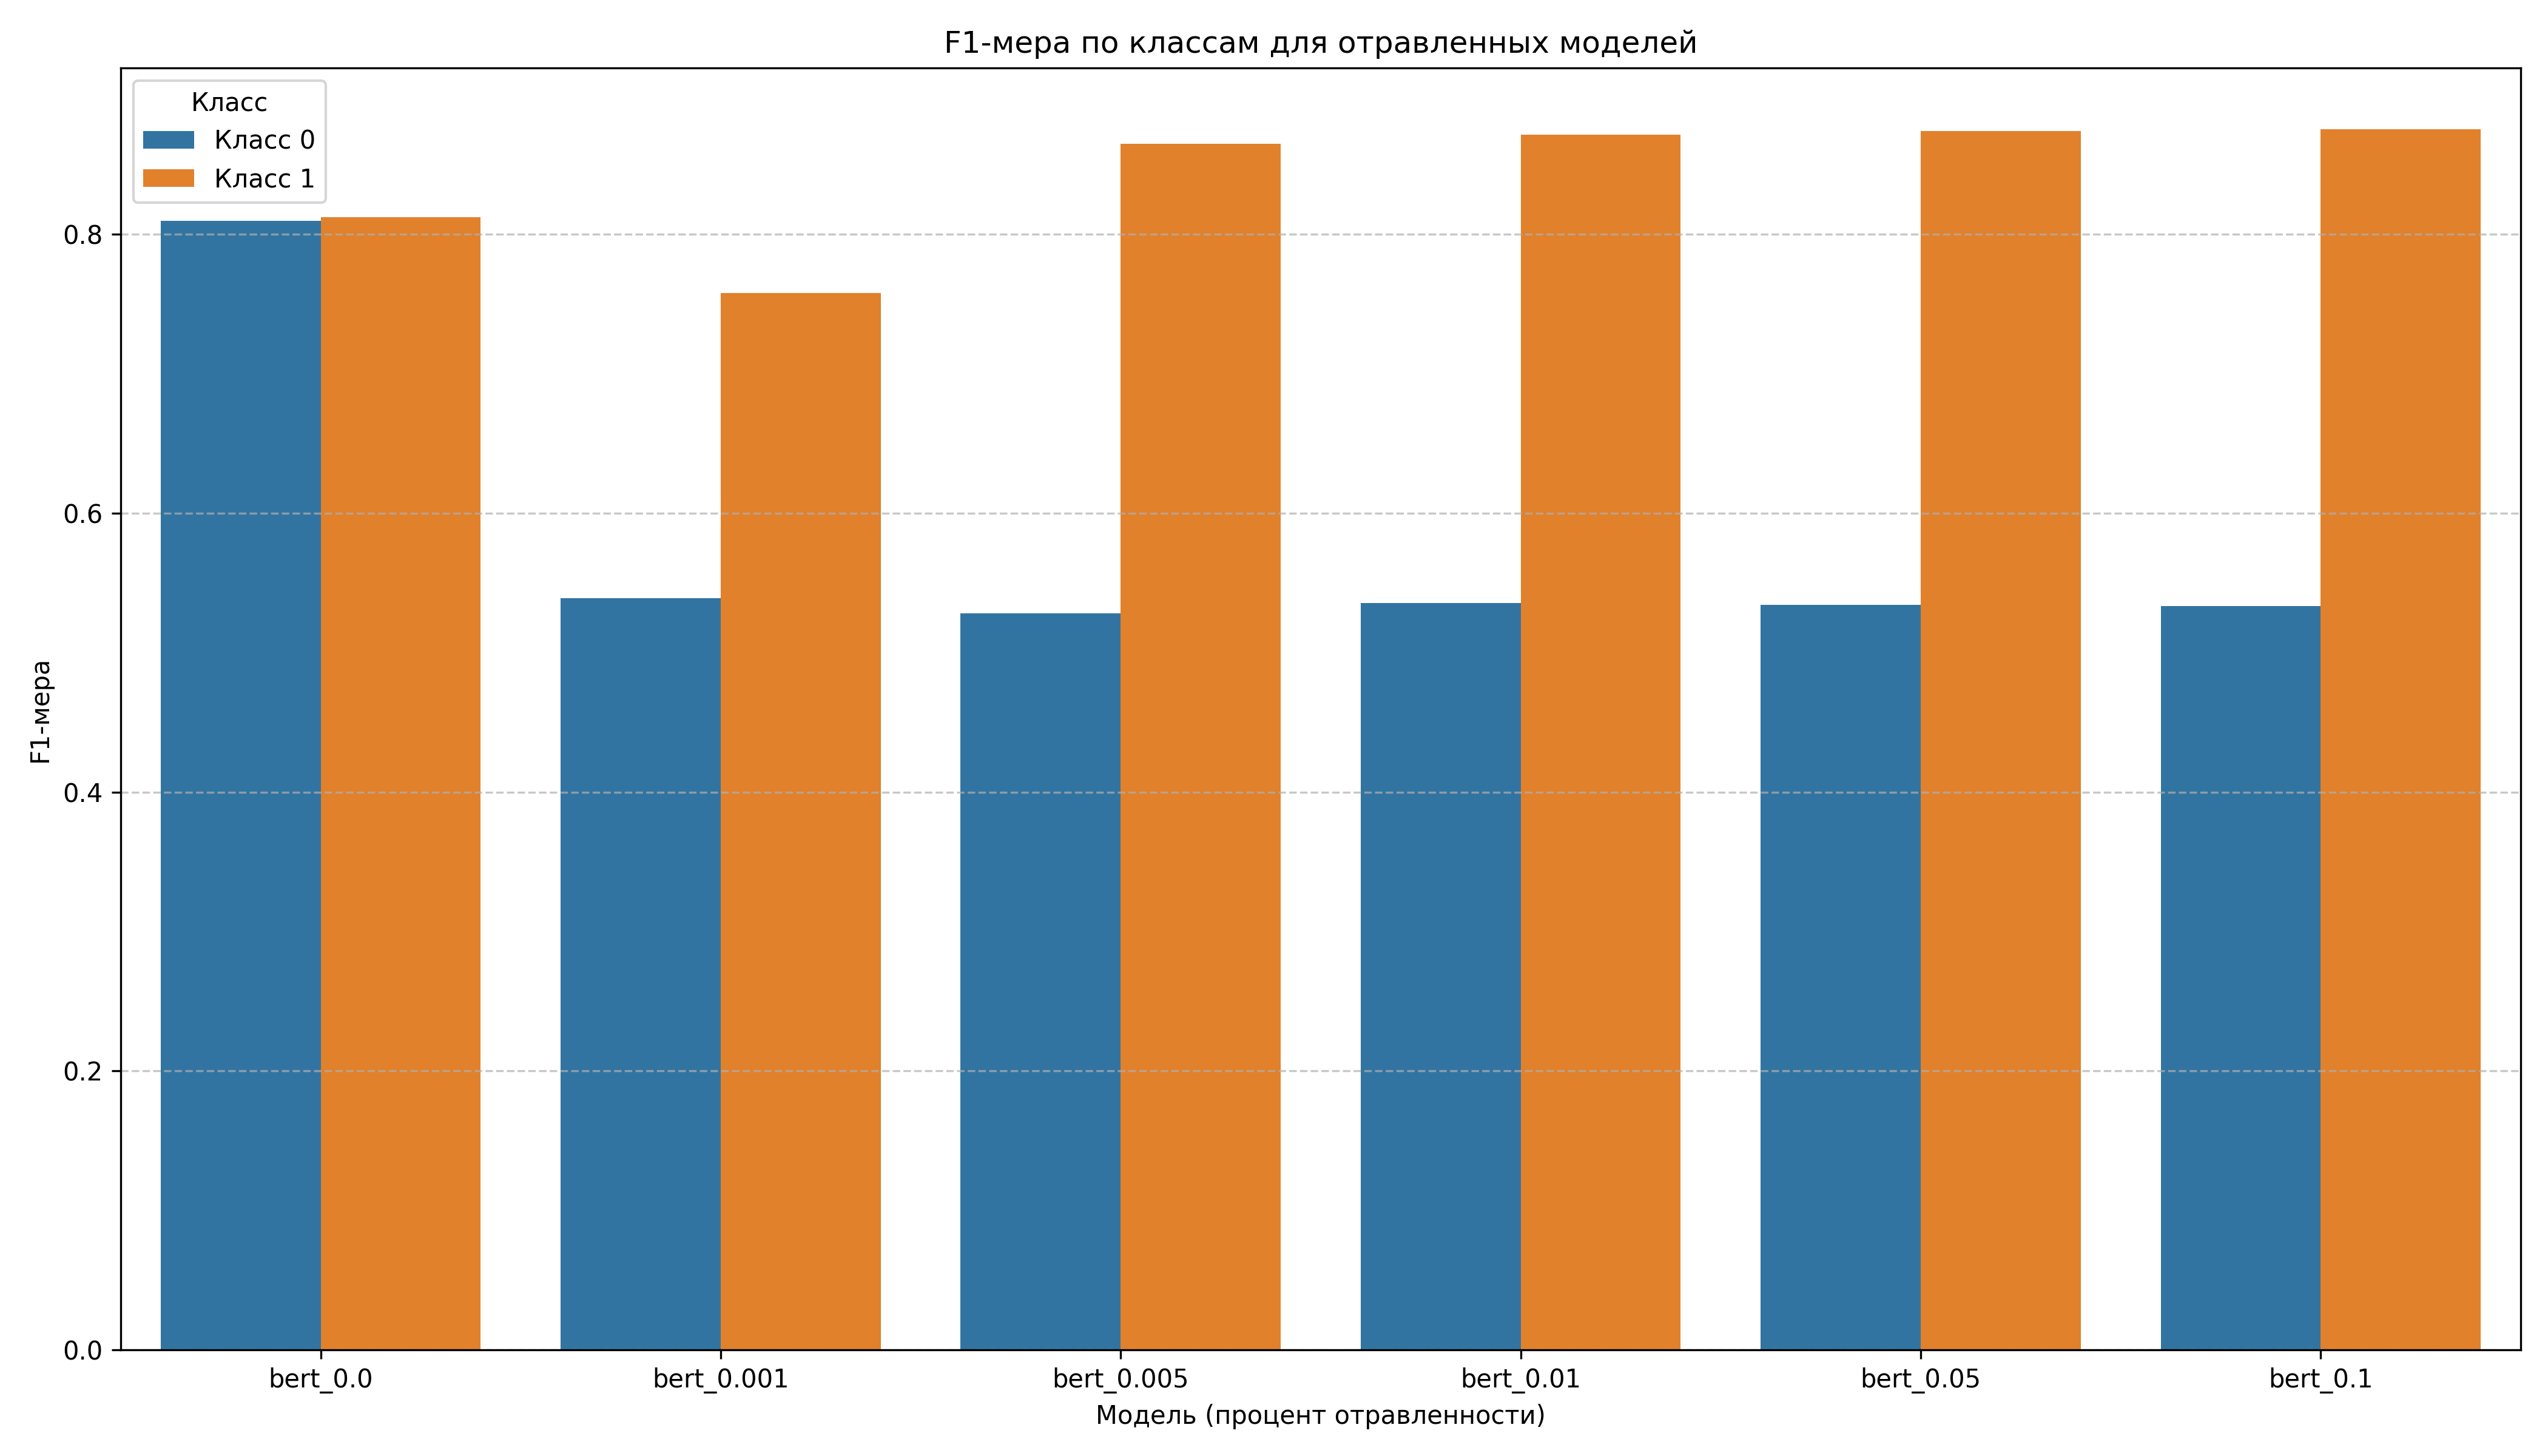 F1-мера по классам для отравленных моделей
Класс
Класс 0
Класс 1
0.8
0.6
0.4
0.2
0.0
F1-мера
bert_0.0
bert_0.001
bert_0.005
bert_0.01
bert_0.05
bert_0.1
Модель (процент отравленности)